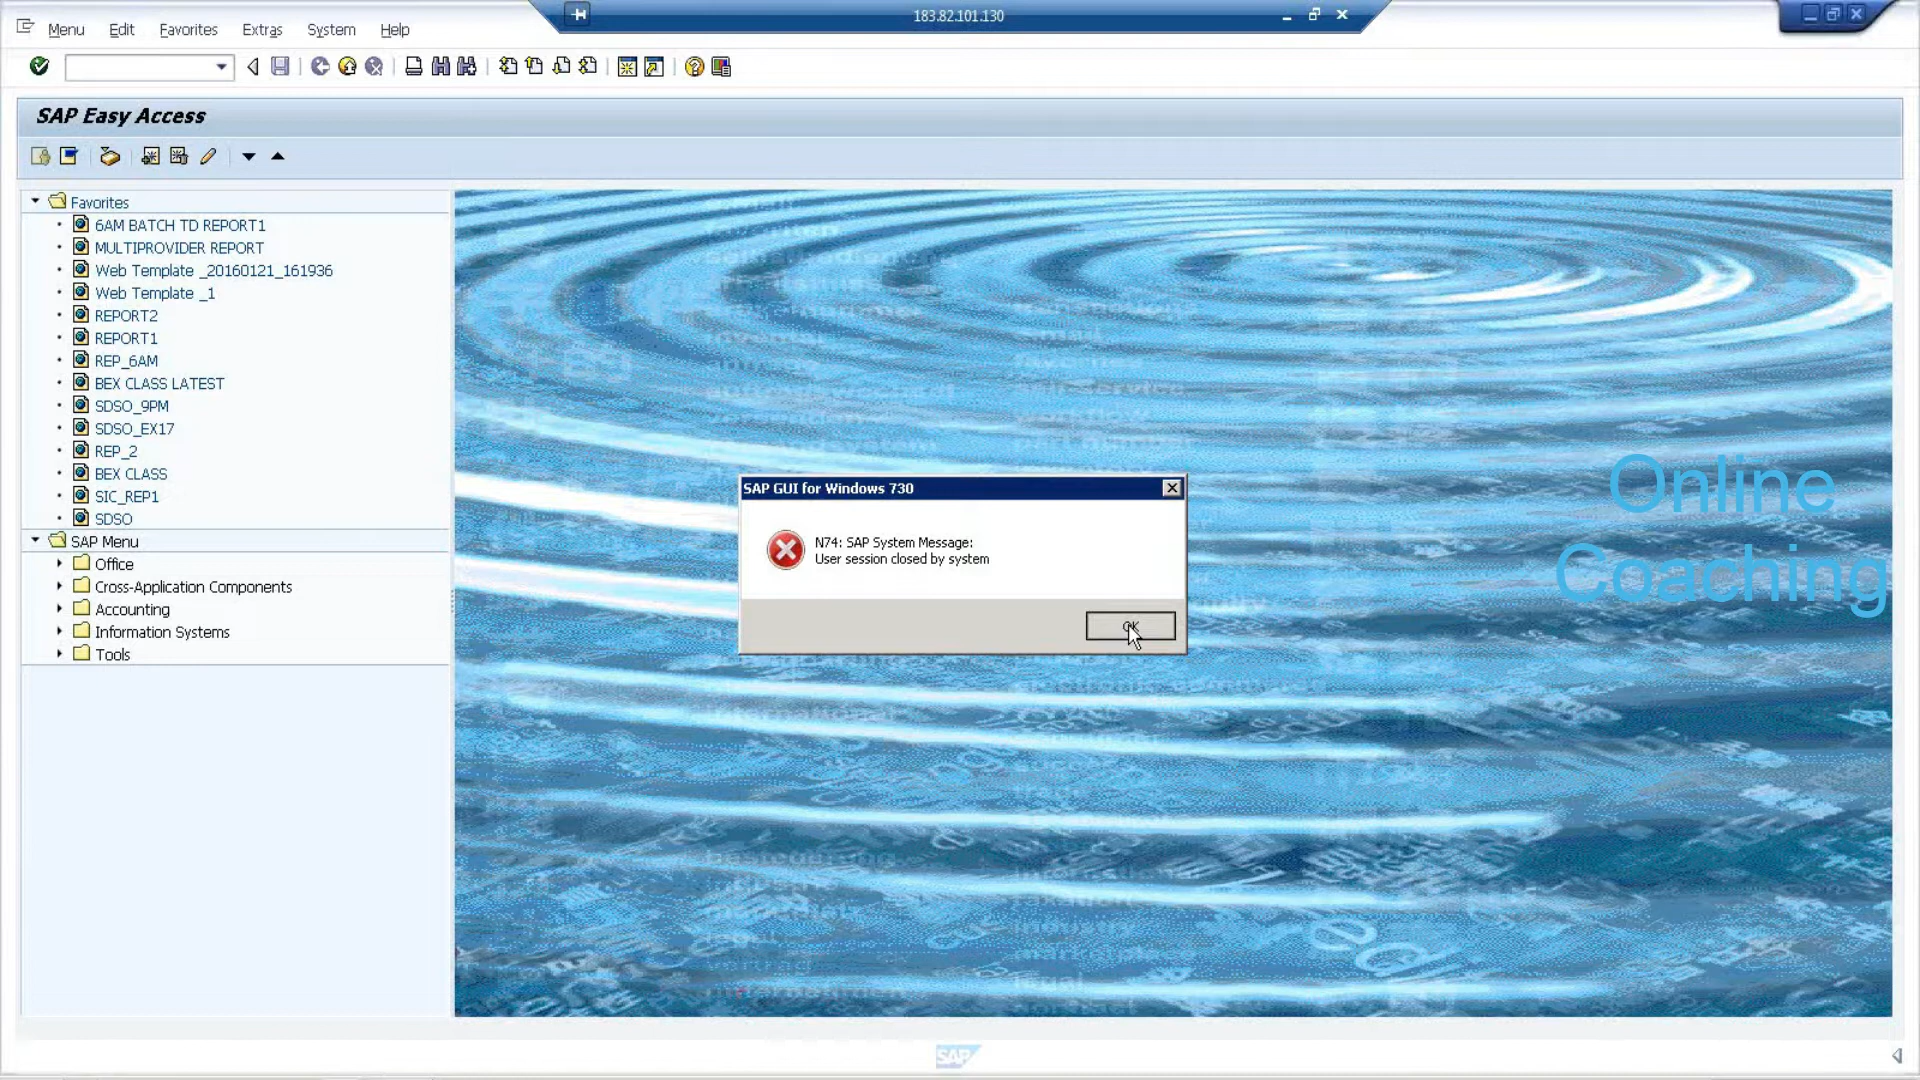 183.82.101.130
Menu Edit Favorites Extras System Help
SAP Easy Access
Favorites
6AM BATCH TD REPORT1
MULTIPROVIDER REPORT
Web Template _20160121_161936
Web Template _1
REPORT2
REPORT1
REP_6AM
BEX CLASS LATEST
SDSO_9PM
SDSO_EX17
REP_2
BEX CLASS
SIC_REP1
SDSO
SAP Menu
Office
Cross-Application Components
Accounting
Information Systems
Tools
SAP GUI for Windows 730
N74: SAP System Message:
User session closed by system
OK
Online
Coaching
SAP